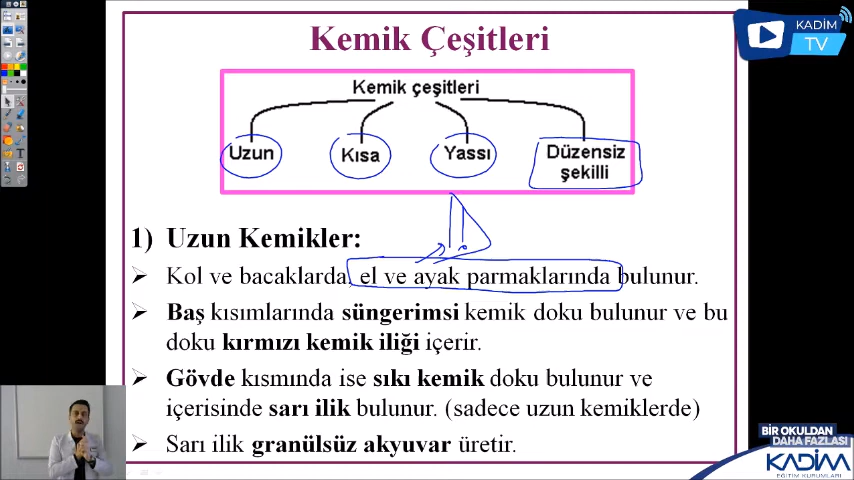 Kemik Çeşitleri
KADİM
TV
Kemik çeşitleri
Uzun
Kısa
Yassı
Düzensiz
şekilli
1) Uzun Kemikler:
Kol ve bacaklarda, el ve ayak parmaklarında bulunur.
Baş kısımlarında süngerimsi kemik doku bulunur ve bu
doku kırmızı kemik iliği içerir.
Gövde kısmında ise sıkı kemik doku bulunur ve
içerisinde sarı ilik bulunur. (sadece uzun kemiklerde)
Sarı ilik granülsüz akyuvar üretir.
BİR OKULDAN
DAHA FAZLASI
KADİM
EĞİTİM KURUMLARI